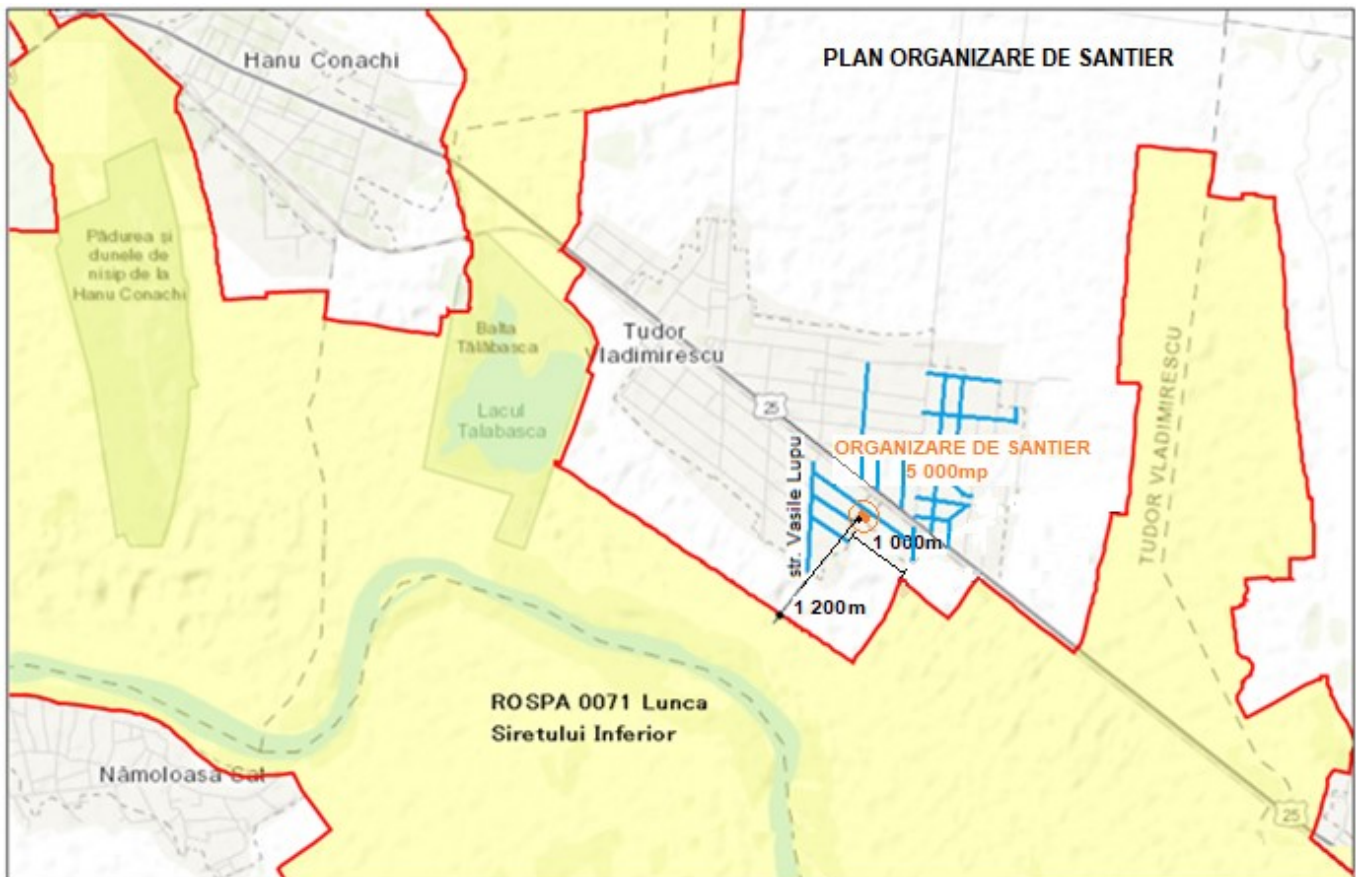 Hanu Conachi
PLAN ORGANIZARE DE SANTIER
Pădurea și
dunele de
nisip de la
Hanu Conachi
Balta
Tălăbasca
Lacul
Talabasca
Tudor
ladimirescu
25
str. Vasile Lupu
ORGANIZARE DE SANTIER
5 000mp
1 000m
1 200m
TUDOR VLADIMIRESCU
ROSPA 0071 Lunca
Siretului Inferior
Nămoloasa Sat
25